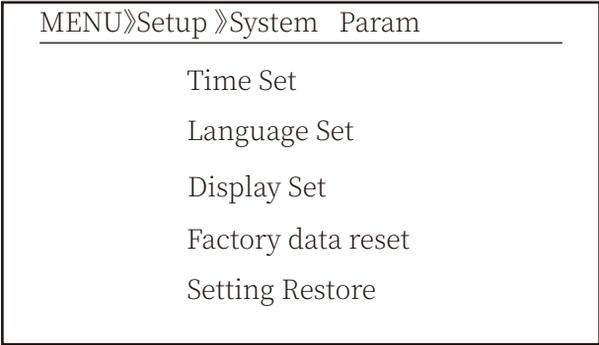 MENU》Setup 》System Param
Time Set
Language Set
Display Set
Factory data reset
Setting Restore